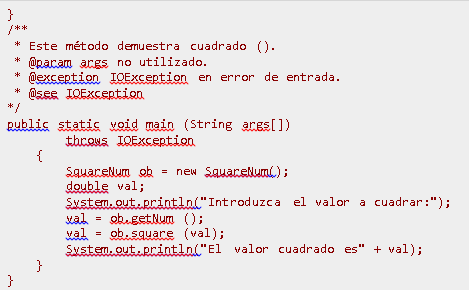 }
/**
* Este método demuestra cuadrado ().
* @param args no utilizado.
* @exception IOException en error de entrada.
* @see IOException
*/
public static void main (String args[])
throws IOException
{
SquareNum ob = new SquareNum();
double val;
System.out.println("Introduzca el valor a cuadrar:");
val = ob.getNum ();
val = ob.square (val);
System.out.println("El valor cuadrado es" + val);
}
}